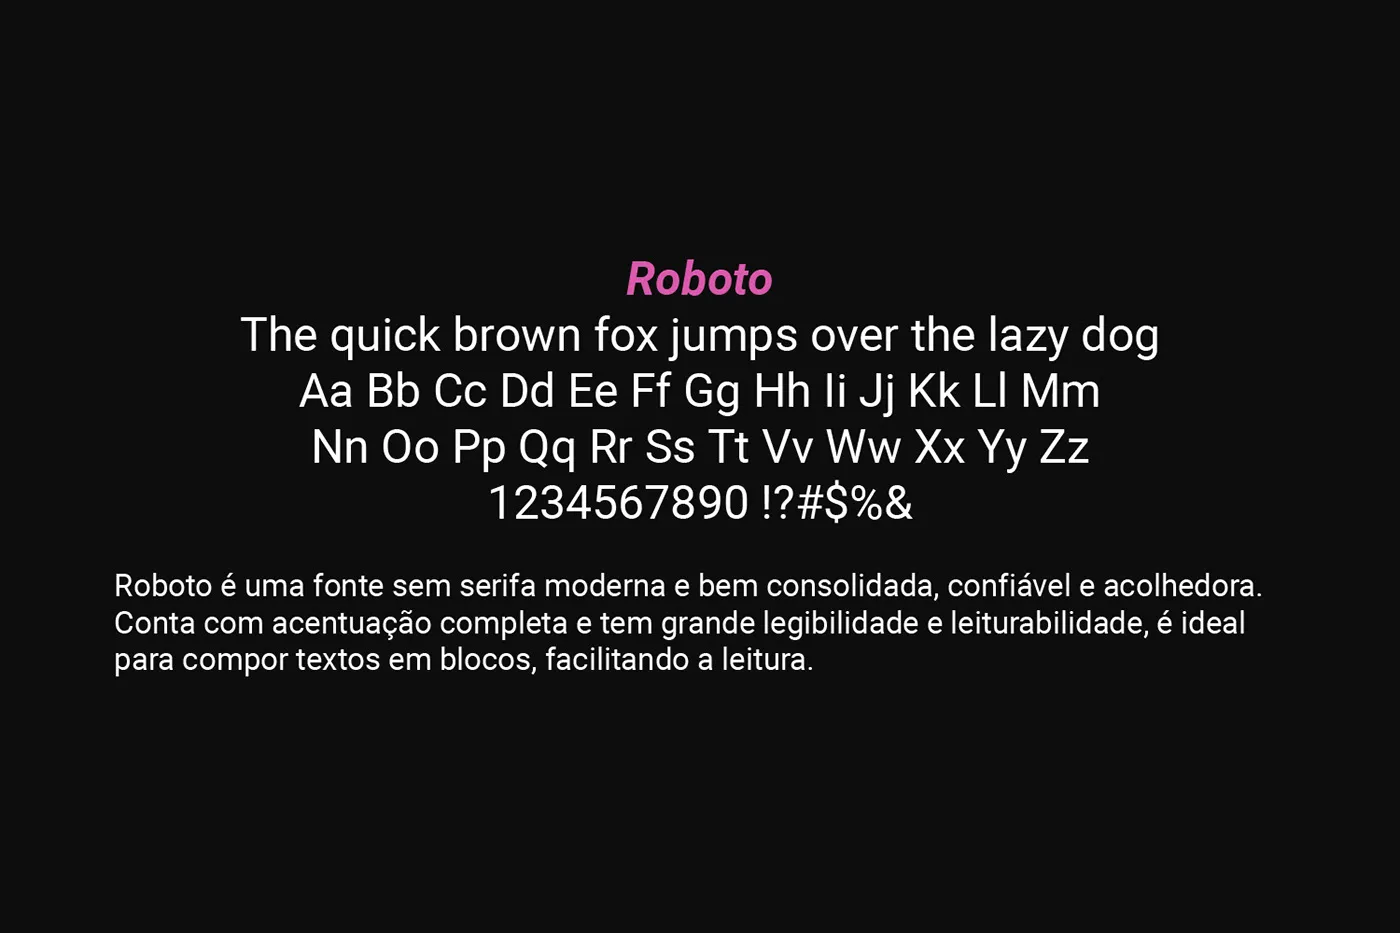 Roboto
The quick brown fox jumps over the lazy dog
Aa Bb Cc Dd Ee Ff Gg Hh Ii Jj Kk Ll Mm
Nn Oo Pp Qq Rr Ss Tt Vv Ww Xx Yy Zz
1234567890 !?#$%&
Roboto é uma fonte sem serifa moderna e bem consolidada, confiável e acolhedora.
Conta com acentuação completa e tem grande legibilidade e leiturabilidade, é ideal
para compor textos em blocos, facilitando a leitura.